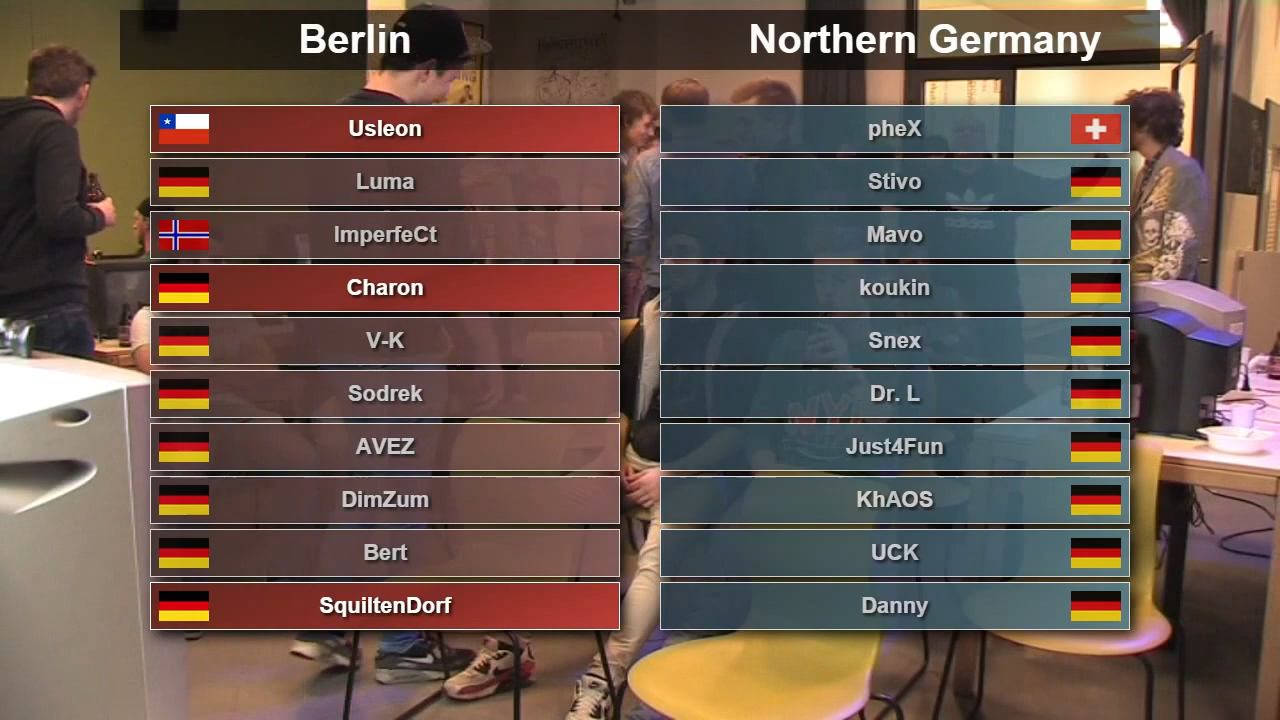 Berlin
Northern Germany
Usleon
pheX
Luma
Stivo
ImperfeCt
Mavo
Charon
koukin
V-K
Snex
Sodrek
Dr. L
AVEZ
Just4Fun
DimZum
KhAOS
Bert
UCK
SquiltenDorf
Danny
adidas